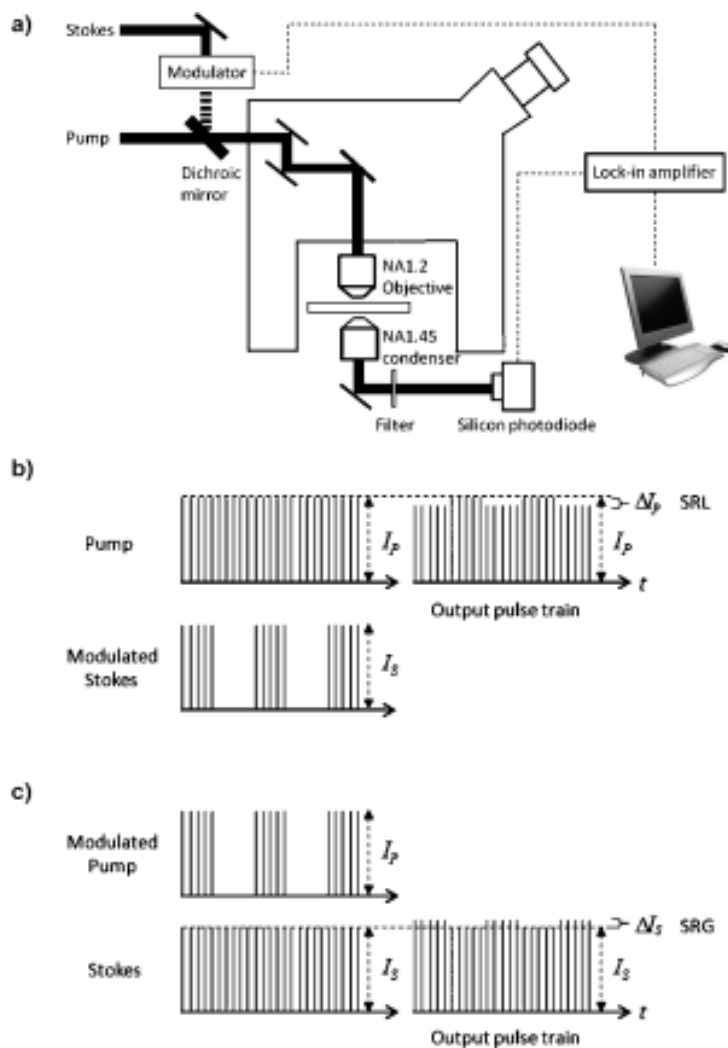 a)
Stokes
Modulator
Pump
Dichroic
mirror
Lock-in amplifier
NA1.2
Objective
NA1.45
condenser
Filter
Silicon photodiode
b)
Pump
I_P
ΔI_P SRL
I_P
t
Output pulse train
Modulated
Stokes
I_S
c)
Modulated
Pump
I_P
Stokes
I_S
ΔI_S SRG
I_S
t
Output pulse train